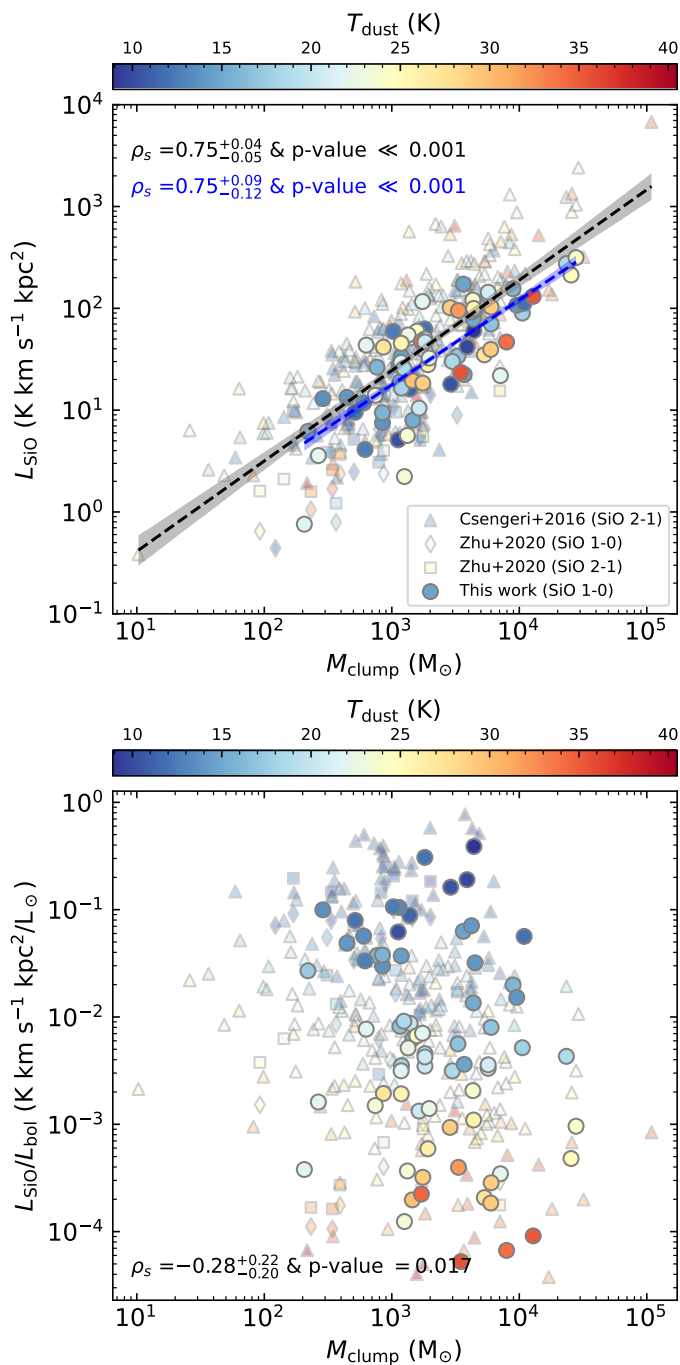 T_dust (K)
10 15 20 25 30 35 40
ρ_s =0.75^{+0.04}_{-0.05} & p-value ≪ 0.001
ρ_s =0.75^{+0.09}_{-0.12} & p-value ≪ 0.001
10^4
10^3
10^2
10^1
10^0
10^{-1}
L_SiO (K km s^{-1} kpc^2)
Csengeri+2016 (SiO 2-1)
Zhu+2020 (SiO 1-0)
Zhu+2020 (SiO 2-1)
This work (SiO 1-0)
10^1 10^2 10^3 10^4 10^5
M_clump (M_⊙)
T_dust (K)
10 15 20 25 30 35 40
10^0
10^{-1}
10^{-2}
10^{-3}
10^{-4}
L_SiO/L_bol (K km s^{-1} kpc^2/L_⊙)
ρ_s =−0.28^{+0.22}_{-0.20} & p-value = 0.017
10^1 10^2 10^3 10^4 10^5
M_clump (M_⊙)